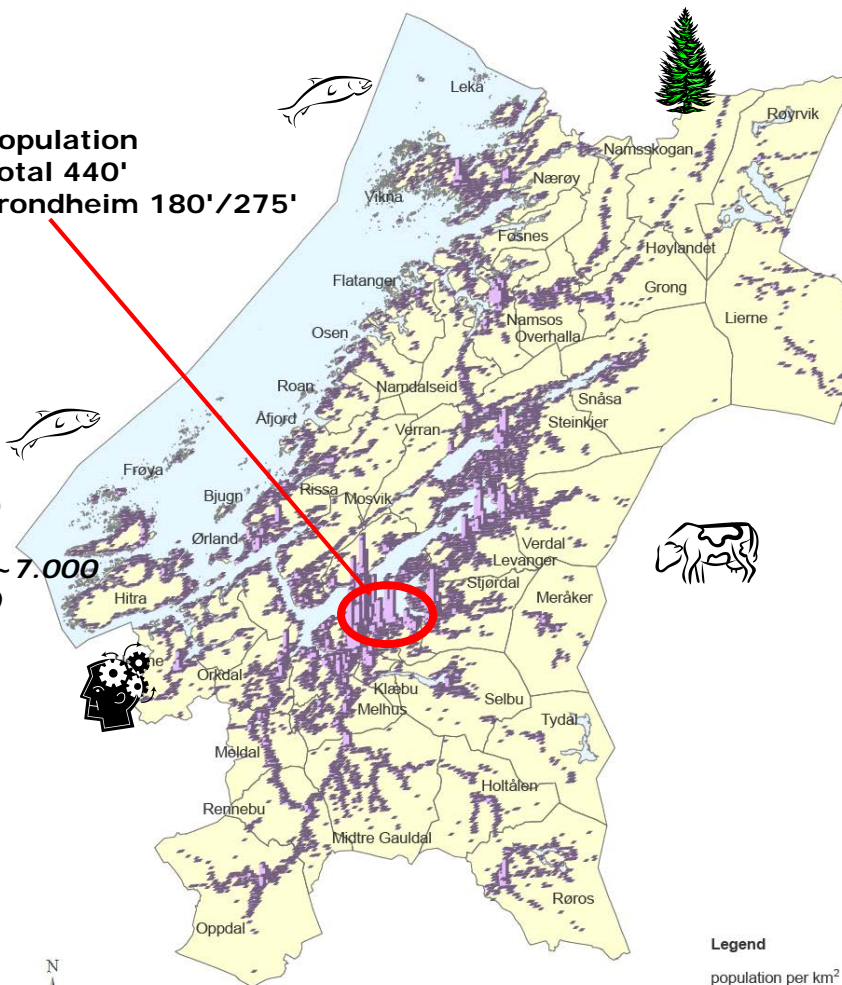 Leka
Røyrvik
opulation
otal 440'
rondheim 180'/275'
Namsskogan
Nærøy
Vikna
Fosnes
Høylandet
Flatanger
Grong
Namsos
Lierne
Osen
Overhalla
Roan
Namdalseid
Snåsa
Åfjord
Steinkjer
Verran
Frøya
Rissa
Mosvik
Bjugn
Ørland
Verdal
Levanger
~7.000
Stjørdal
Meråker
Hitra
ne
Orkdal
Klæbu
Selbu
Melhus
Tydal
Meldal
Holtålen
Rennebu
Midtre Gauldal
Røros
Oppdal
Legend
N
population per km²